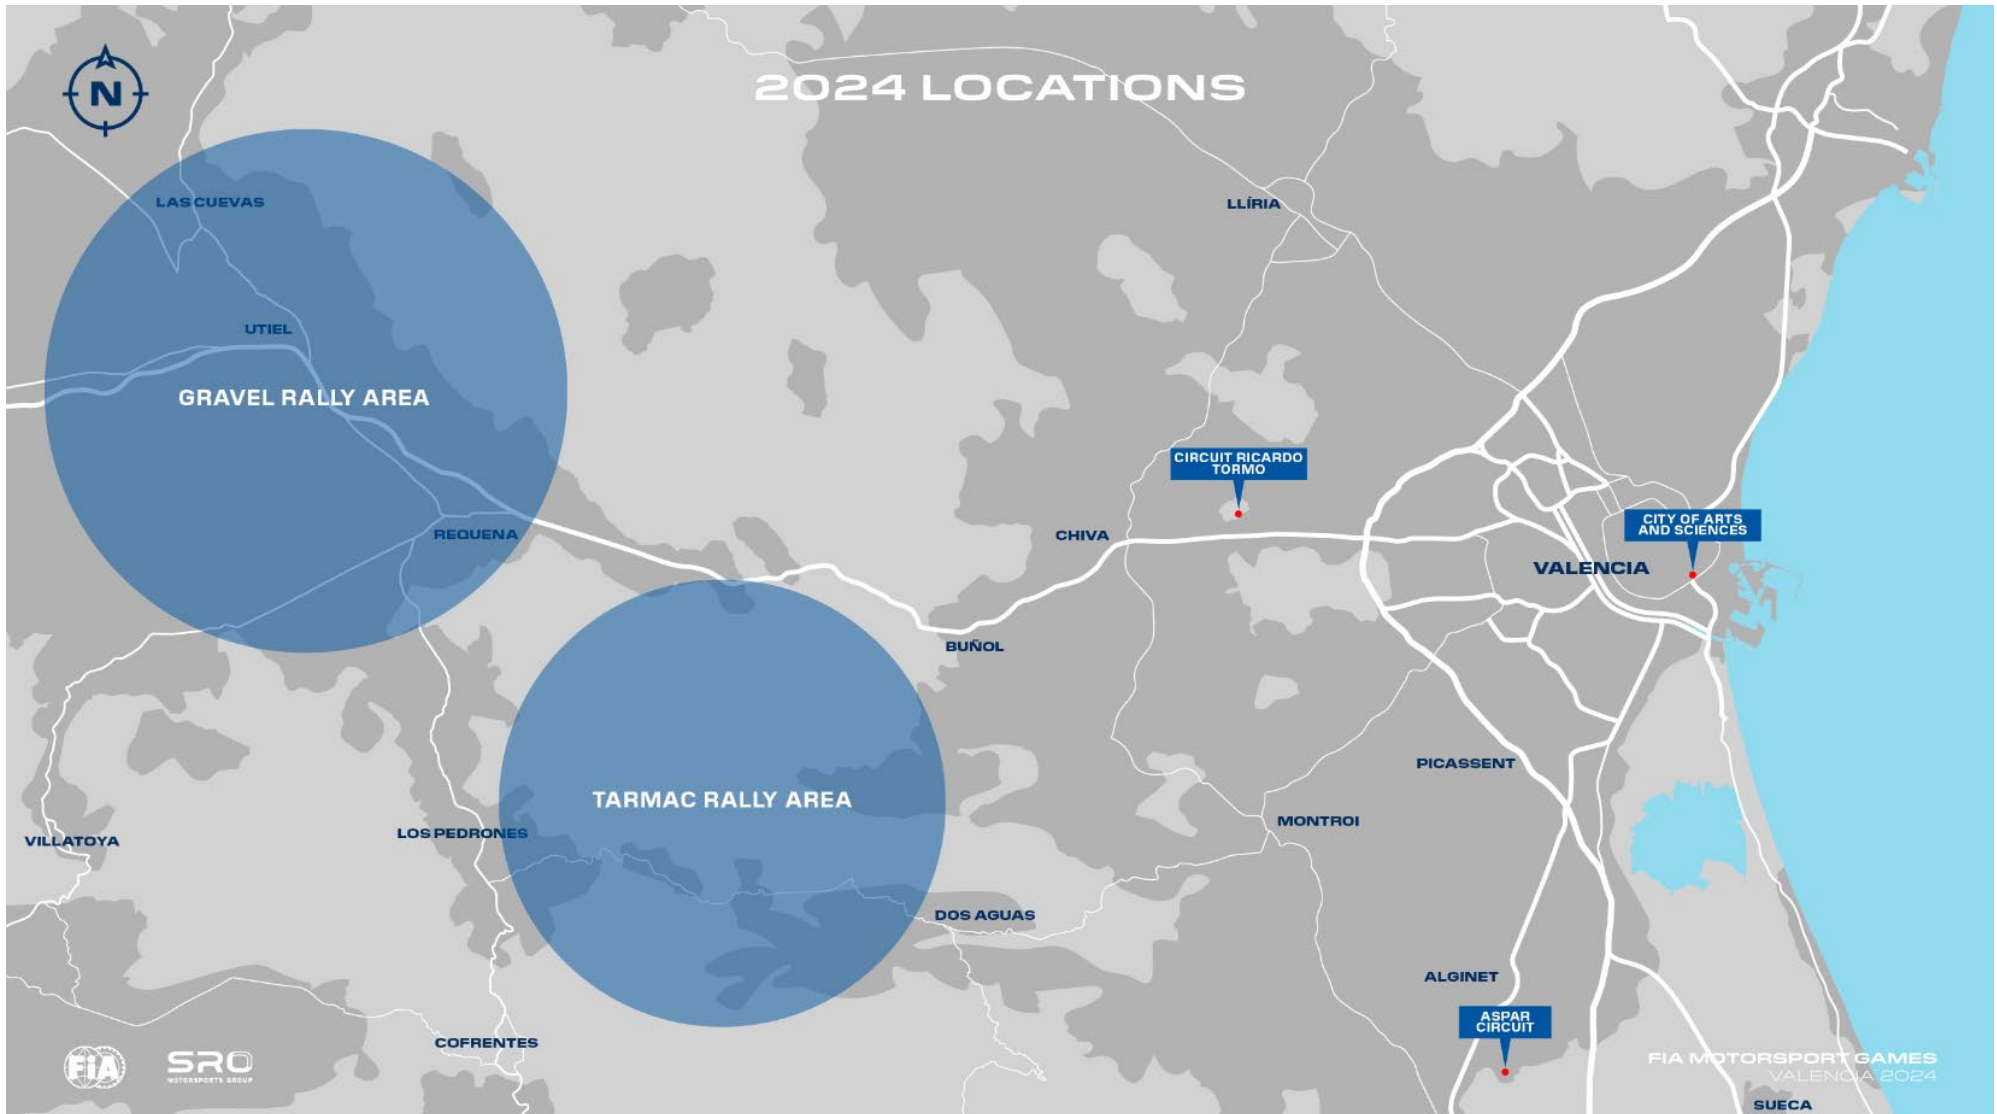 N
2024 LOCATIONS
LAS CUEVAS
LLÍRIA
UTIEL
GRAVEL RALLY AREA
CIRCUIT RICARDO
TORMO
CITY OF ARTS
AND SCIENCES
REQUENA
CHIVA
VALENCIA
BUÑOL
PICASSENT
TARMAC RALLY AREA
MONTROI
LOS PEDRONES
VILLATOYA
DOS AGUAS
ALGINET
ASPAR
CIRCUIT
COFRENTES
FIA
SRO
MOTORSPORTS GROUP
FIA MOTORSPORT GAMES
VALENCIA 2024
SUECA